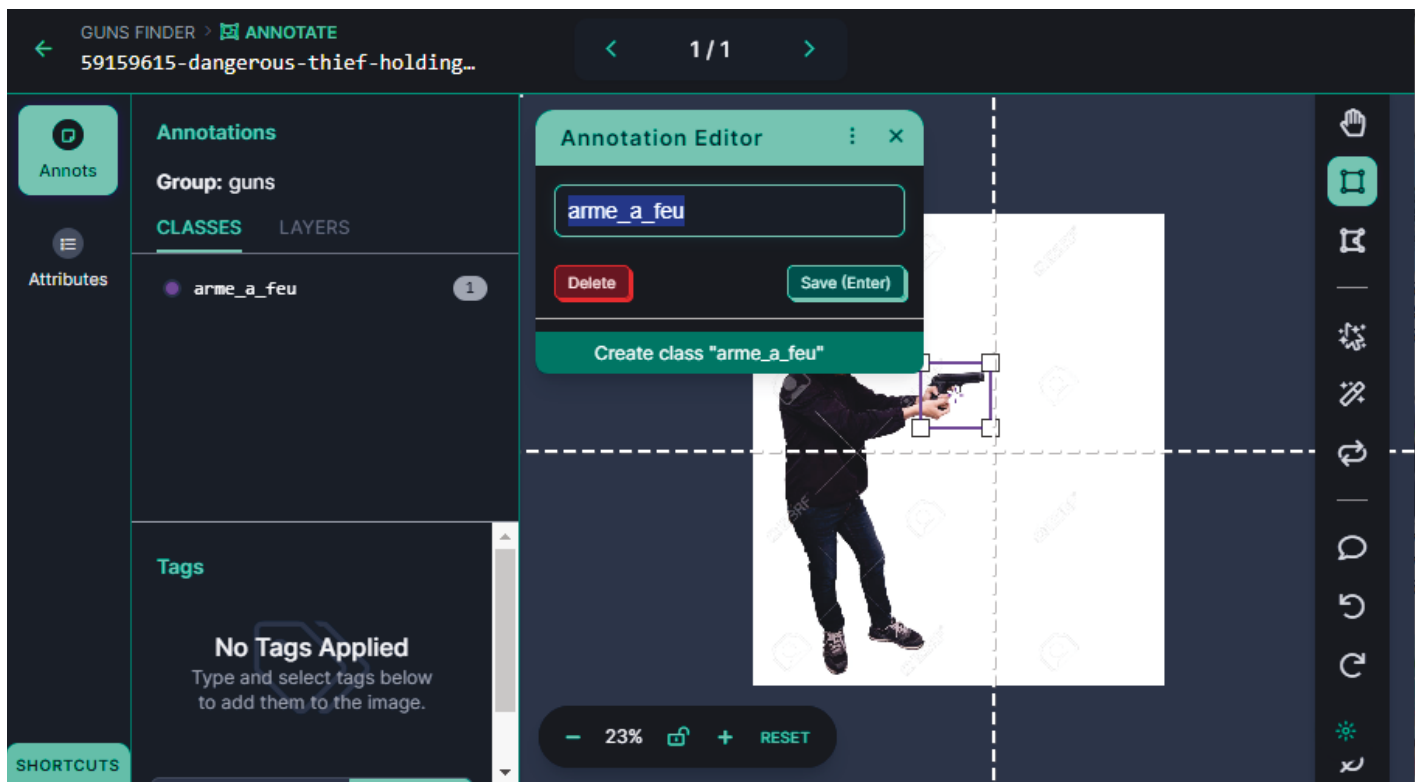 GUNS FINDER > ANNOTATE
59159615-dangerous-thief-holding…
1 / 1
Annots
Attributes
Annotations
Group: guns
CLASSES LAYERS
arme_a_feu 1
Tags
No Tags Applied
Type and select tags below
to add them to the image.
SHORTCUTS
Annotation Editor
arme_a_feu
Delete Save (Enter)
Create class "arme_a_feu"
23% RESET